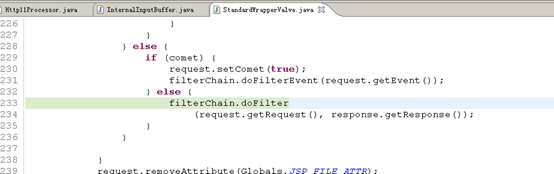 Http11Processor.java InternalInputBuffer.java StandardWrapperValve.java
226 }
227 }
228 } else {
229 if (comet) {
230 request.setComet(true);
231 filterChain.doFilterEvent(request.getEvent());
232 } else {
233 filterChain.doFilter
234 (request.getRequest(), response.getResponse());
235 }
236 }
237
238 }
239 request.removeAttribute(Globals.JSP_FILE_ATTR);